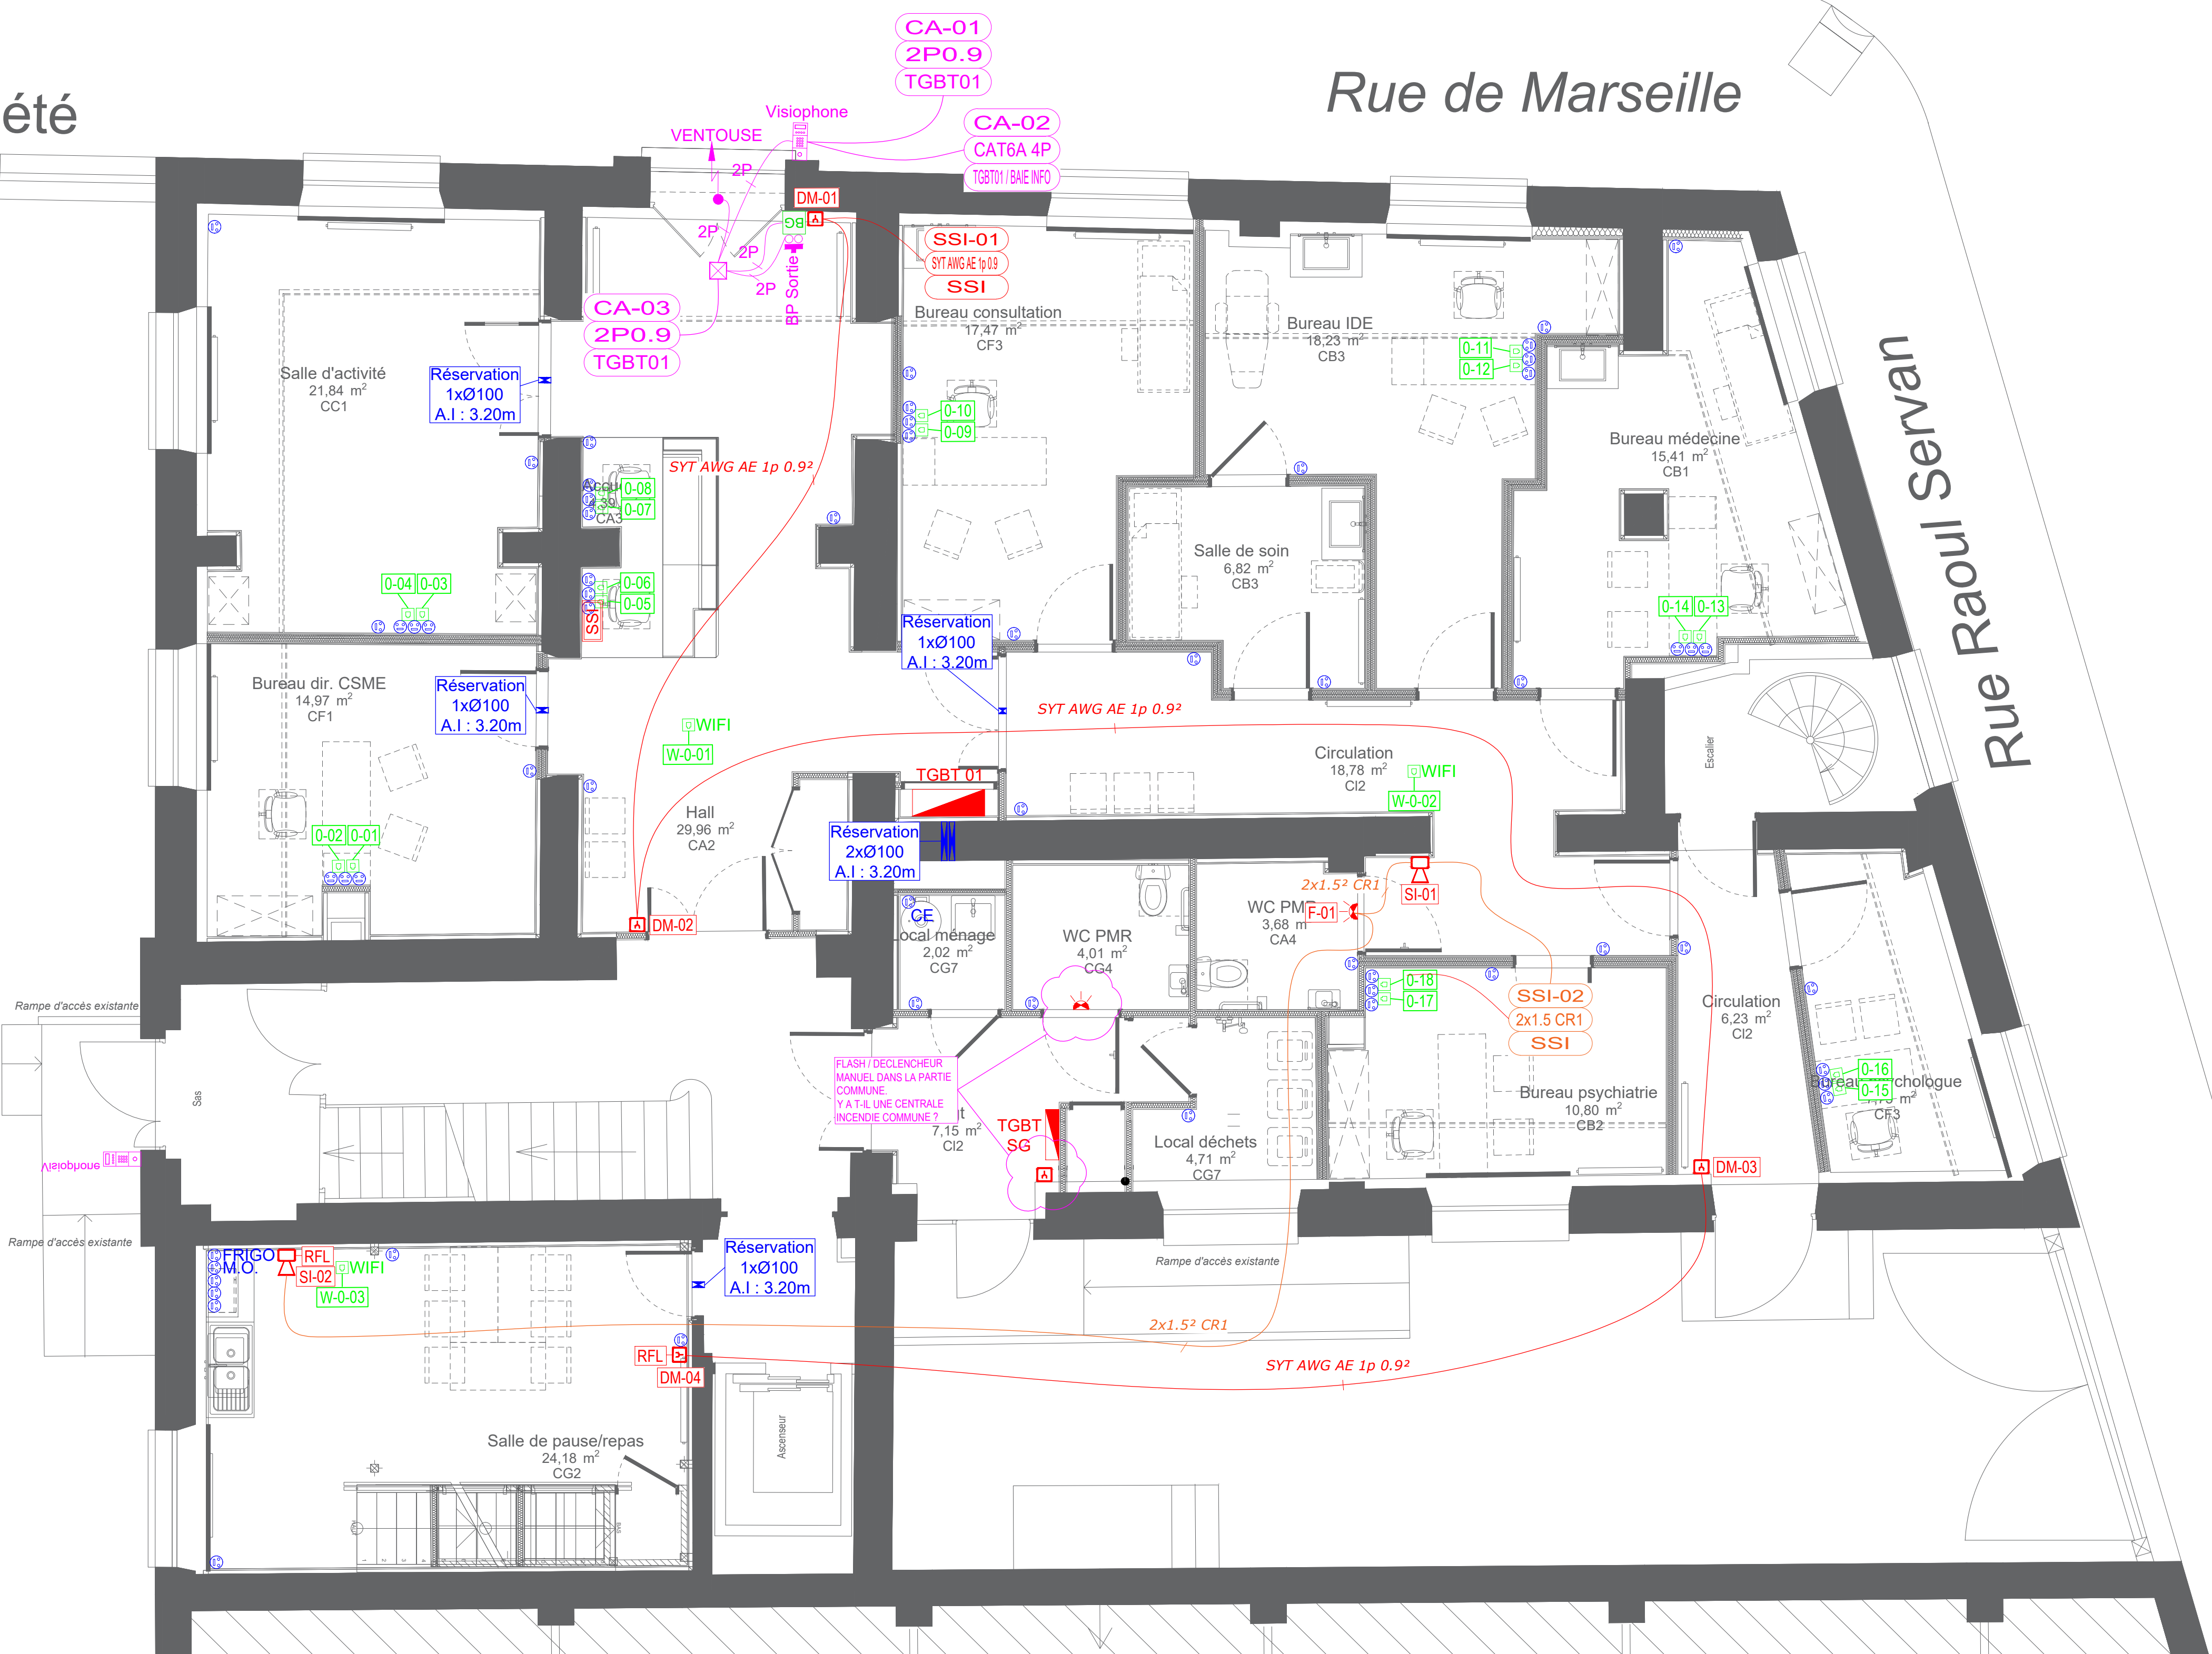 été
Rue de Marseille
Rue Raoul Servan
CA-01
2P0.9
TGBT01
Visiophone
VENTOUSE
CA-02
CAT6A 4P
TGBT01 / BAIE INFO
2P
2P
2P
2P
BG
BP Sortie
DM-01
SSI-01
SYT AWG AE 1p 0.9
SSI
CA-03
2P0.9
TGBT01
Salle d'activité
21,84 m²
CC1
Réservation
1xØ100
A.I : 3.20m
Bureau consultation
17,47 m²
CF3
Bureau IDE
18,23 m²
CB3
0-11
0-12
0-10
0-09
Bureau médecine
15,41 m²
CB1
SYT AWG AE 1p 0.9²
4,39
CA3
0-08
0-07
0-06
0-05
SSI
0-04
0-03
Salle de soin
6,82 m²
CB3
0-14
0-13
Réservation
1xØ100
A.I : 3.20m
Bureau dir. CSME
14,97 m²
CF1
Réservation
1xØ100
A.I : 3.20m
SYT AWG AE 1p 0.9²
WIFI
W-0-01
Circulation
18,78 m²
CI2
WIFI
W-0-02
Escalier
TGBT 01
Hall
29,96 m²
CA2
0-02
0-01
Réservation
2xØ100
A.I : 3.20m
DM-02
CE
Local ménage
2,02 m²
CG7
WC PMR
4,01 m²
CG4
2x1.5² CR1
WC PMR
3,68 m
CA4
F-01
SI-01
0-18
0-17
SSI-02
2x1.5 CR1
SSI
Circulation
6,23 m²
CI2
Rampe d'accès existante
Sas
Visiophone
Rampe d'accès existante
FLASH / DECLENCHEUR
MANUEL DANS LA PARTIE
COMMUNE.
Y A T-IL UNE CENTRALE
INCENDIE COMMUNE ?
7,15 m²
CI2
TGBT
SG
Local déchets
4,71 m²
CG7
Bureau psychiatrie
10,80 m²
CB2
0-16
0-15
CF3
DM-03
Rampe d'accès existante
FRIGO
M.O.
RFL
SI-02
WIFI
W-0-03
Réservation
1xØ100
A.I : 3.20m
2x1.5² CR1
SYT AWG AE 1p 0.9²
RFL
DM-04
Ascenseur
Salle de pause/repas
24,18 m²
CG2